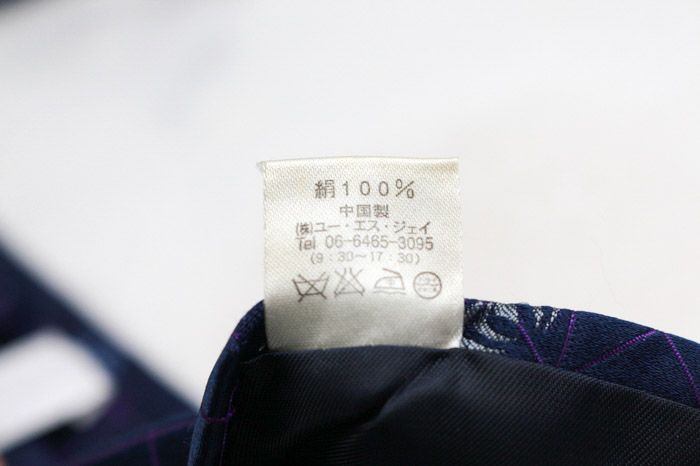 絹100%
中国製
(株)ユー・エス・ジェイ
Tel 06-6465-3095
(9:30〜17:30)